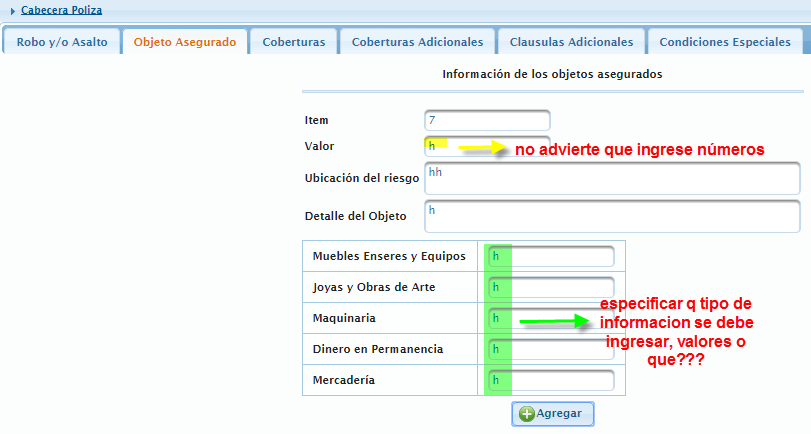 Cabecera Poliza
Robo y/o Asalto Objeto Asegurado Coberturas Coberturas Adicionales Clausulas Adicionales Condiciones Especiales
Información de los objetos asegurados
Item 7
Valor h no advierte que ingrese números
Ubicación del riesgo hh
Detalle del Objeto h
Muebles Enseres y Equipos h
Joyas y Obras de Arte h
Maquinaria h
especificar q tipo de
informacion se debe
ingresar, valores o
que???
Dinero en Permanencia h
Mercadería h
Agregar